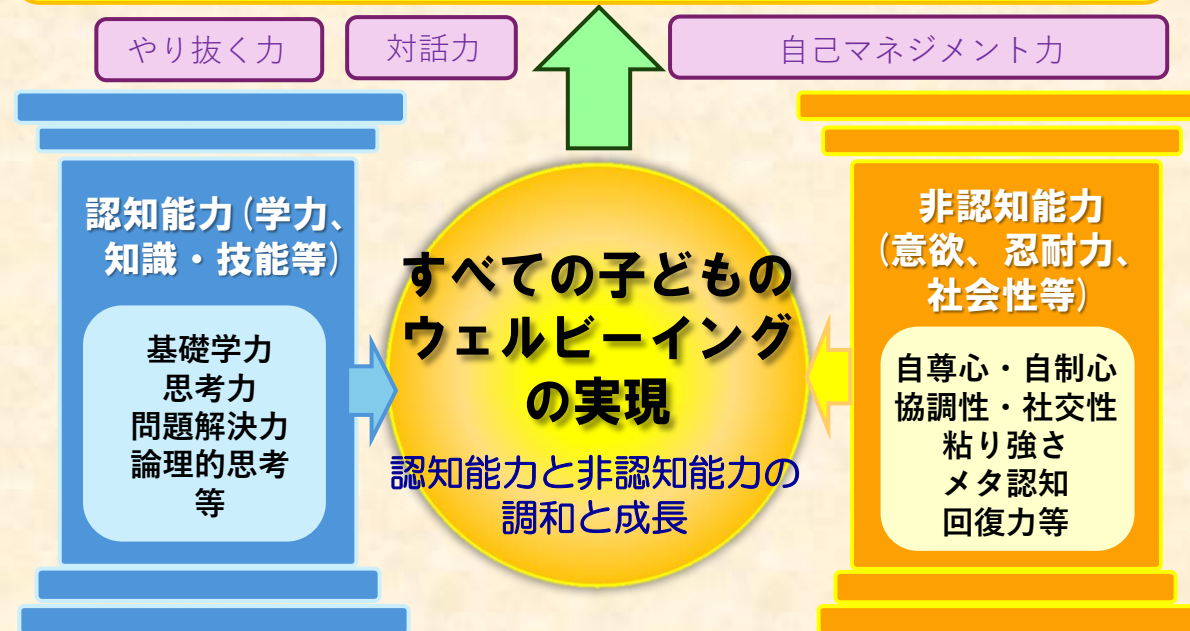 やり抜く力
対話力
自己マネジメント力
認知能力(学力、
知識・技能等)
基礎学力
思考力
問題解決力
論理的思考
等
すべての子どもの
ウェルビーイング
の実現
認知能力と非認知能力の
調和と成長
非認知能力
(意欲、忍耐力、
社会性等)
自尊心・自制心
協調性・社交性
粘り強さ
メタ認知
回復力等